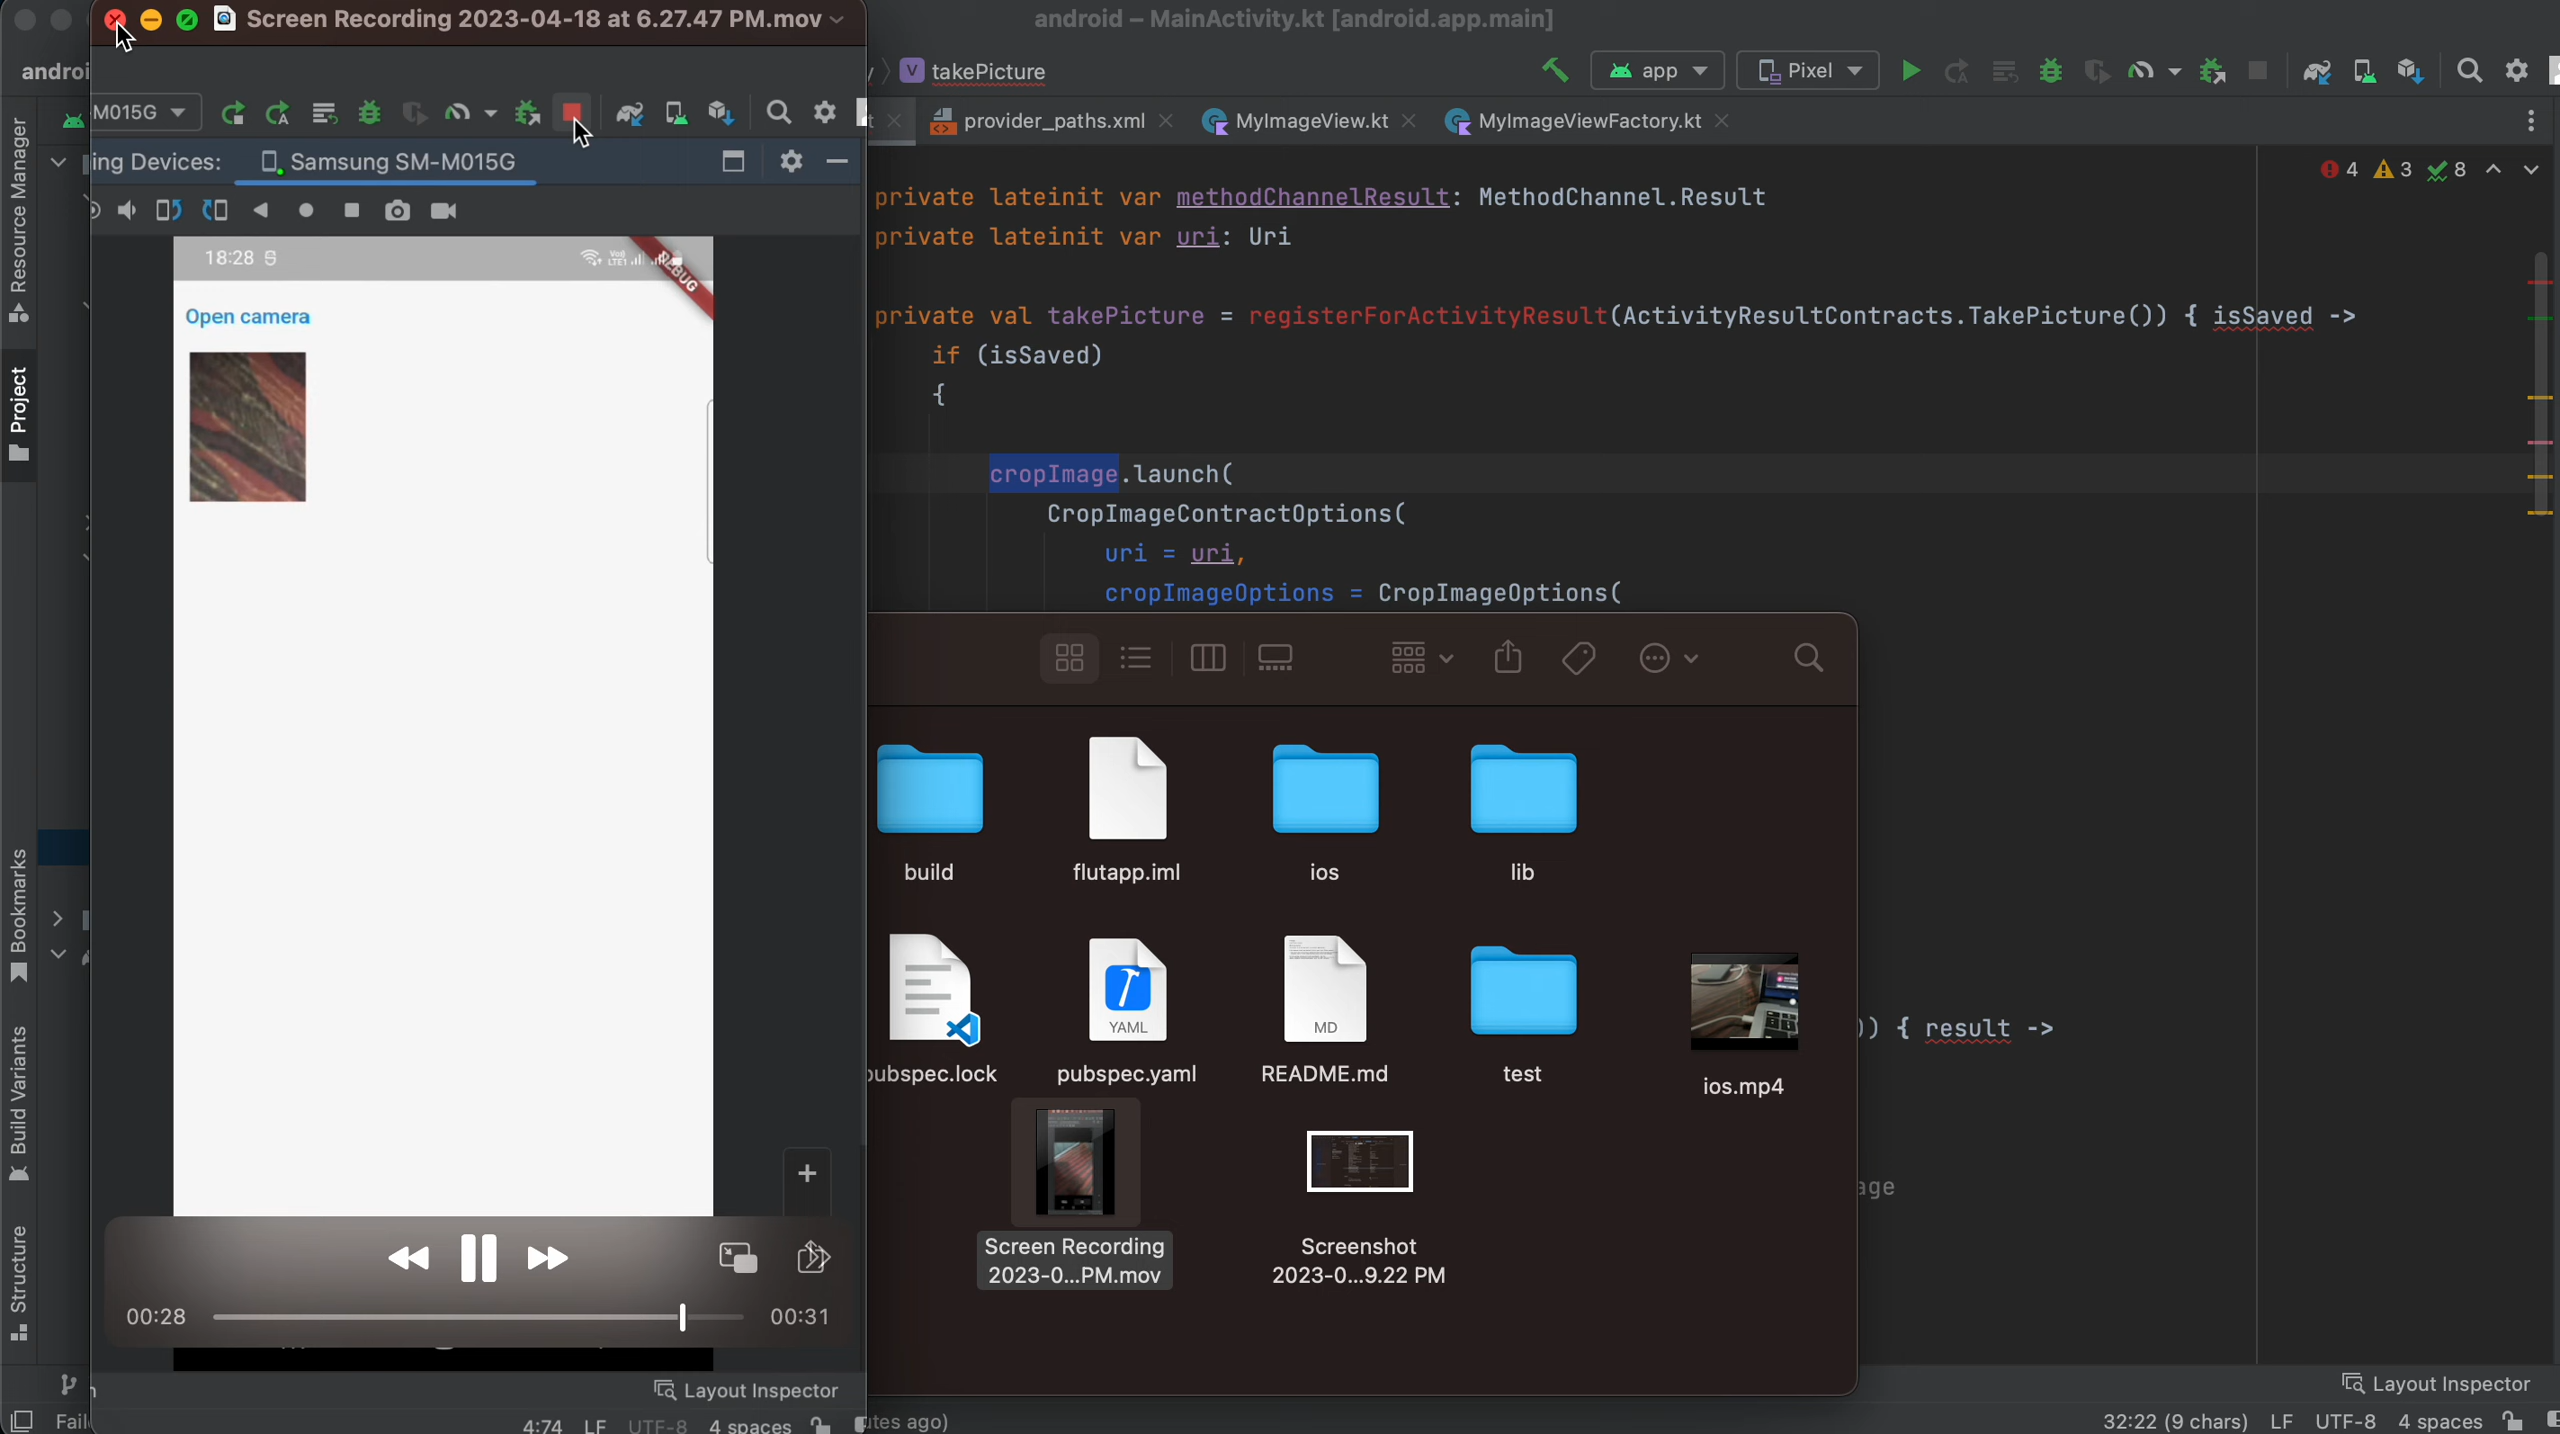 Screen Recording 2023-04-18 at 6.27.47 PM.mov
android – MainActivity.kt [android.app.main]
androi
takePicture
app
Pixel
M015G
provider_paths.xml
MyImageView.kt
MyImageViewFactory.kt
ing Devices:
Samsung SM-M015G
4
3
8
Resource Manager
Project
Bookmarks
Build Variants
Structure
18:28
DEBUG
Open camera
private lateinit var methodChannelResult: MethodChannel.Result
private lateinit var uri: Uri
private val takePicture = registerForActivityResult(ActivityResultContracts.TakePicture()) { isSaved ->
if (isSaved)
{
cropImage.launch(
CropImageContractOptions(
uri = uri,
cropImageOptions = CropImageOptions(
build
flutapp.iml
ios
lib
)) { result ->
YAML
MD
pubspec.lock
pubspec.yaml
README.md
test
ios.mp4
age
Screen Recording
2023-0...PM.mov
Screenshot
2023-0...9.22 PM
00:28
00:31
Layout Inspector
Layout Inspector
Faile
4:74 LF UTF-8 4 spaces
utes ago)
32:22 (9 chars) LF UTF-8 4 spaces